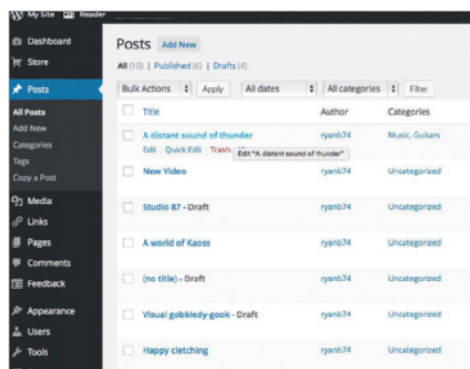 My Site Reader
Dashboard
Store
Posts
All Posts
Add New
Categories
Tags
Copy a Post
Media
Links
Pages
Comments
Feedback
Appearance
Users
Tools
Posts Add New
All (10) | Published (6) | Drafts (4)
Bulk Actions Apply All dates All categories Filter
Title Author Categories
A distant sound of thunder ryanb74 Music, Guitars
Edit | Quick Edit | Trash
Edit "A distant sound of thunder"
New Video ryanb74 Uncategorized
Studio 87 - Draft ryanb74 Uncategorized
A world of Kaoss ryanb74 Uncategorized
(no title) - Draft ryanb74 Uncategorized
Visual gobbledy-gook - Draft ryanb74 Uncategorized
Happy cletching ryanb74 Uncategorized